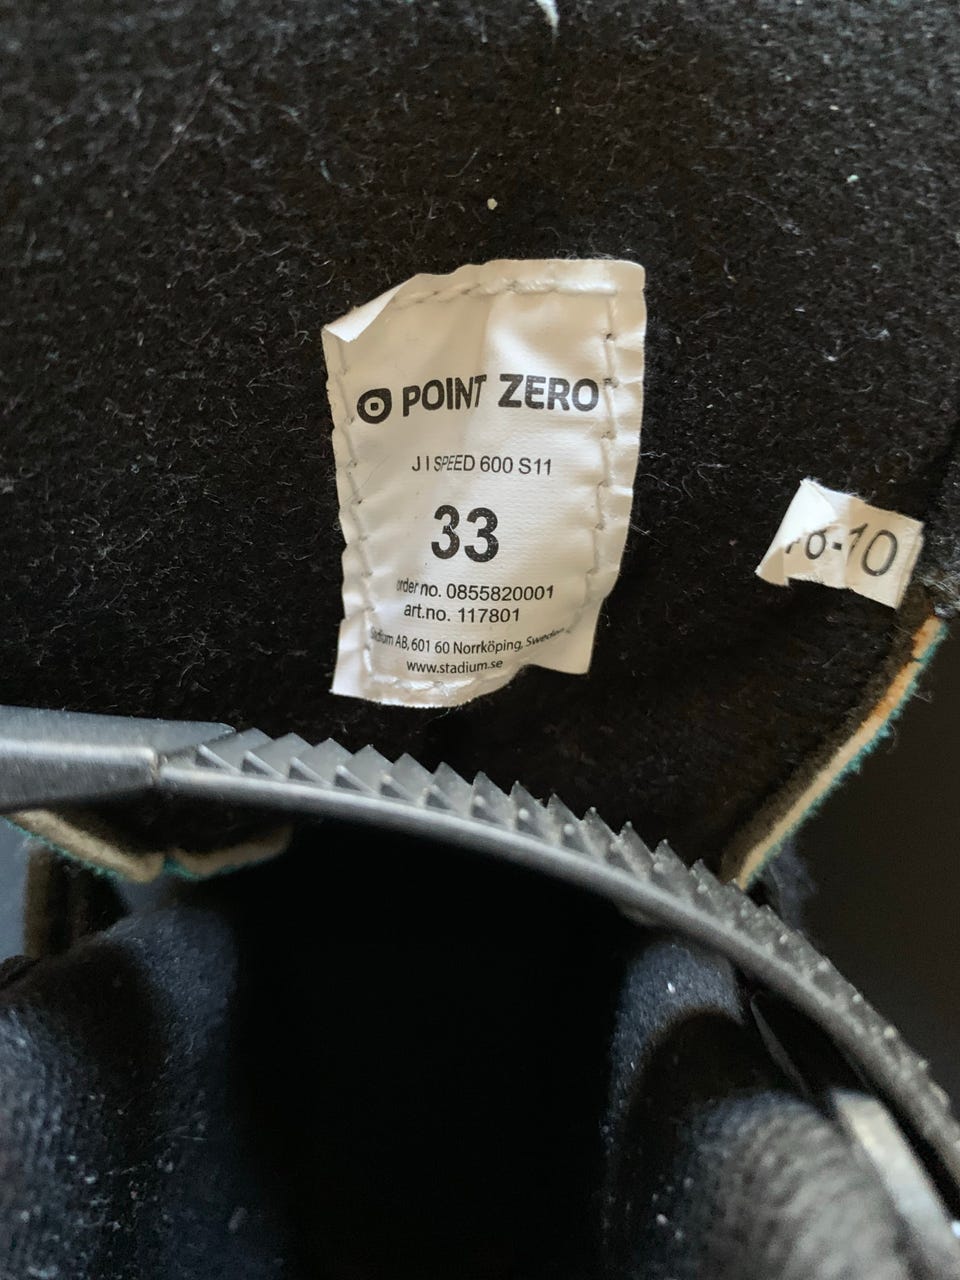 POINT ZERO
J I SPEED 600 S11
33
order no. 0855820001
art.no. 117801
Stadium AB, 601 60 Norrköping, Sweden
www.stadium.se
-10